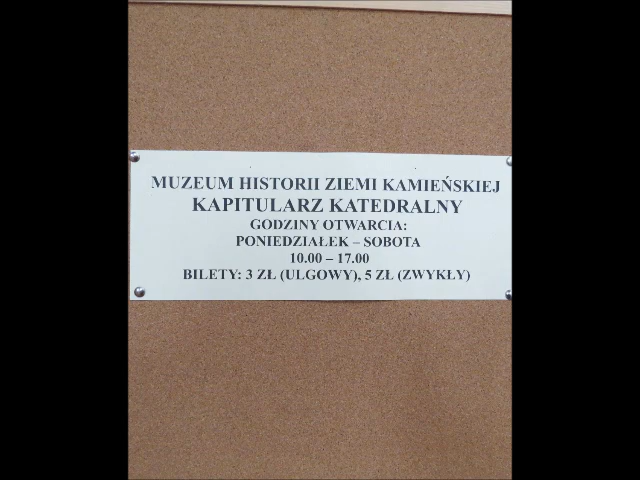 MUZEUM HISTORII ZIEMI KAMIEŃSKIEJ
KAPITULARZ KATEDRALNY
GODZINY OTWARCIA:
PONIEDZIAŁEK – SOBOTA
10.00 – 17.00
BILETY: 3 ZŁ (ULGOWY), 5 ZŁ (ZWYKŁY)